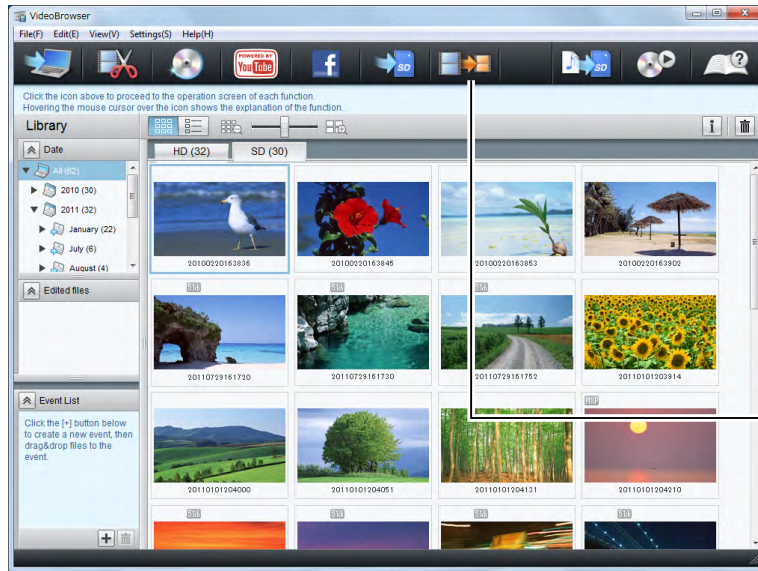 VideoBrowser
File(F) Edit(E) View(V) Settings(S) Help(H)
POWERED BY
YouTube
f
SD
SD
Click the icon above to proceed to the operation screen of each function.
Hovering the mouse cursor over the icon shows the explanation of the function.
Library
Date
HD (32) SD (30)
All (62)
2010 (30)
2011 (32)
January (22)
July (6)
August (4)
20100220163836 20100220163845 20100220163853 20100220163902
Edited files
20110729161720 20110729161730 20110729161752 20110101203914
Event List
Click the [+] button below
to create a new event, then
drag&drop files to the
event.
20110101204000 20110101204051 20110101204131 20110101204210